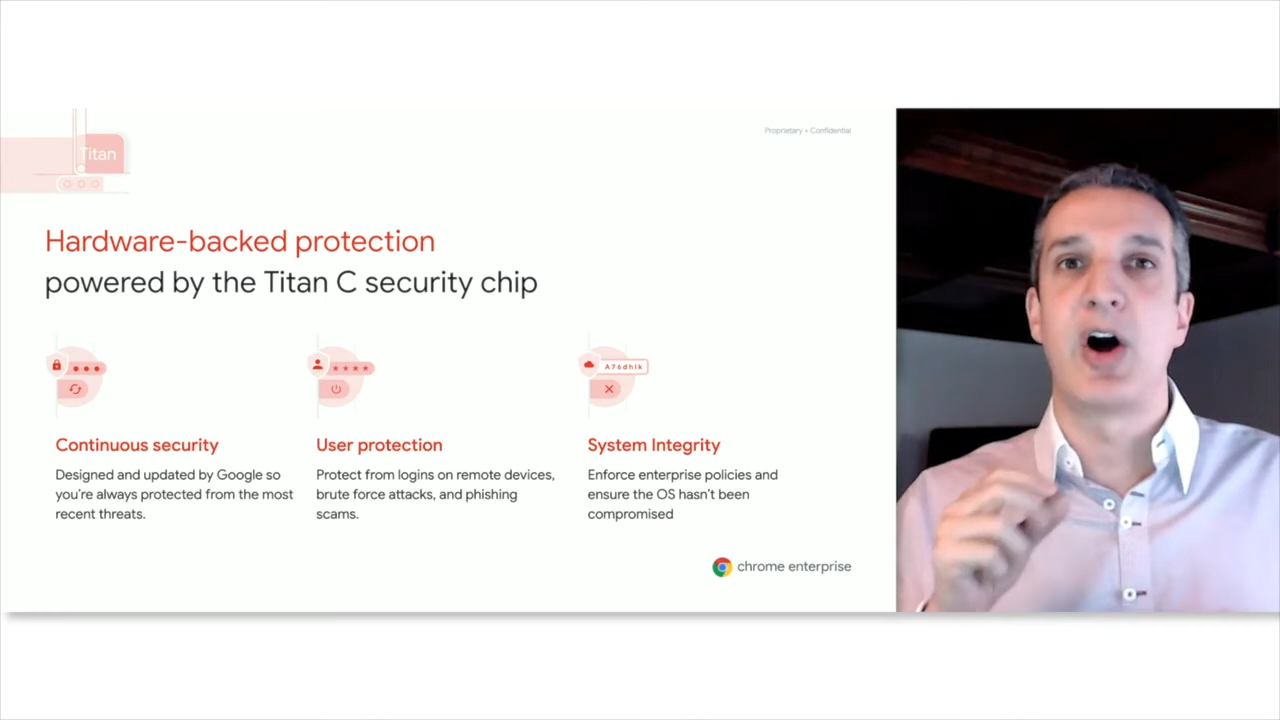 Titan
Proprietary + Confidential
Hardware-backed protection
powered by the Titan C security chip
A76dhlk
Continuous security
Designed and updated by Google so
you're always protected from the most
recent threats.
User protection
Protect from logins on remote devices,
brute force attacks, and phishing
scams.
System Integrity
Enforce enterprise policies and
ensure the OS hasn't been
compromised
chrome enterprise